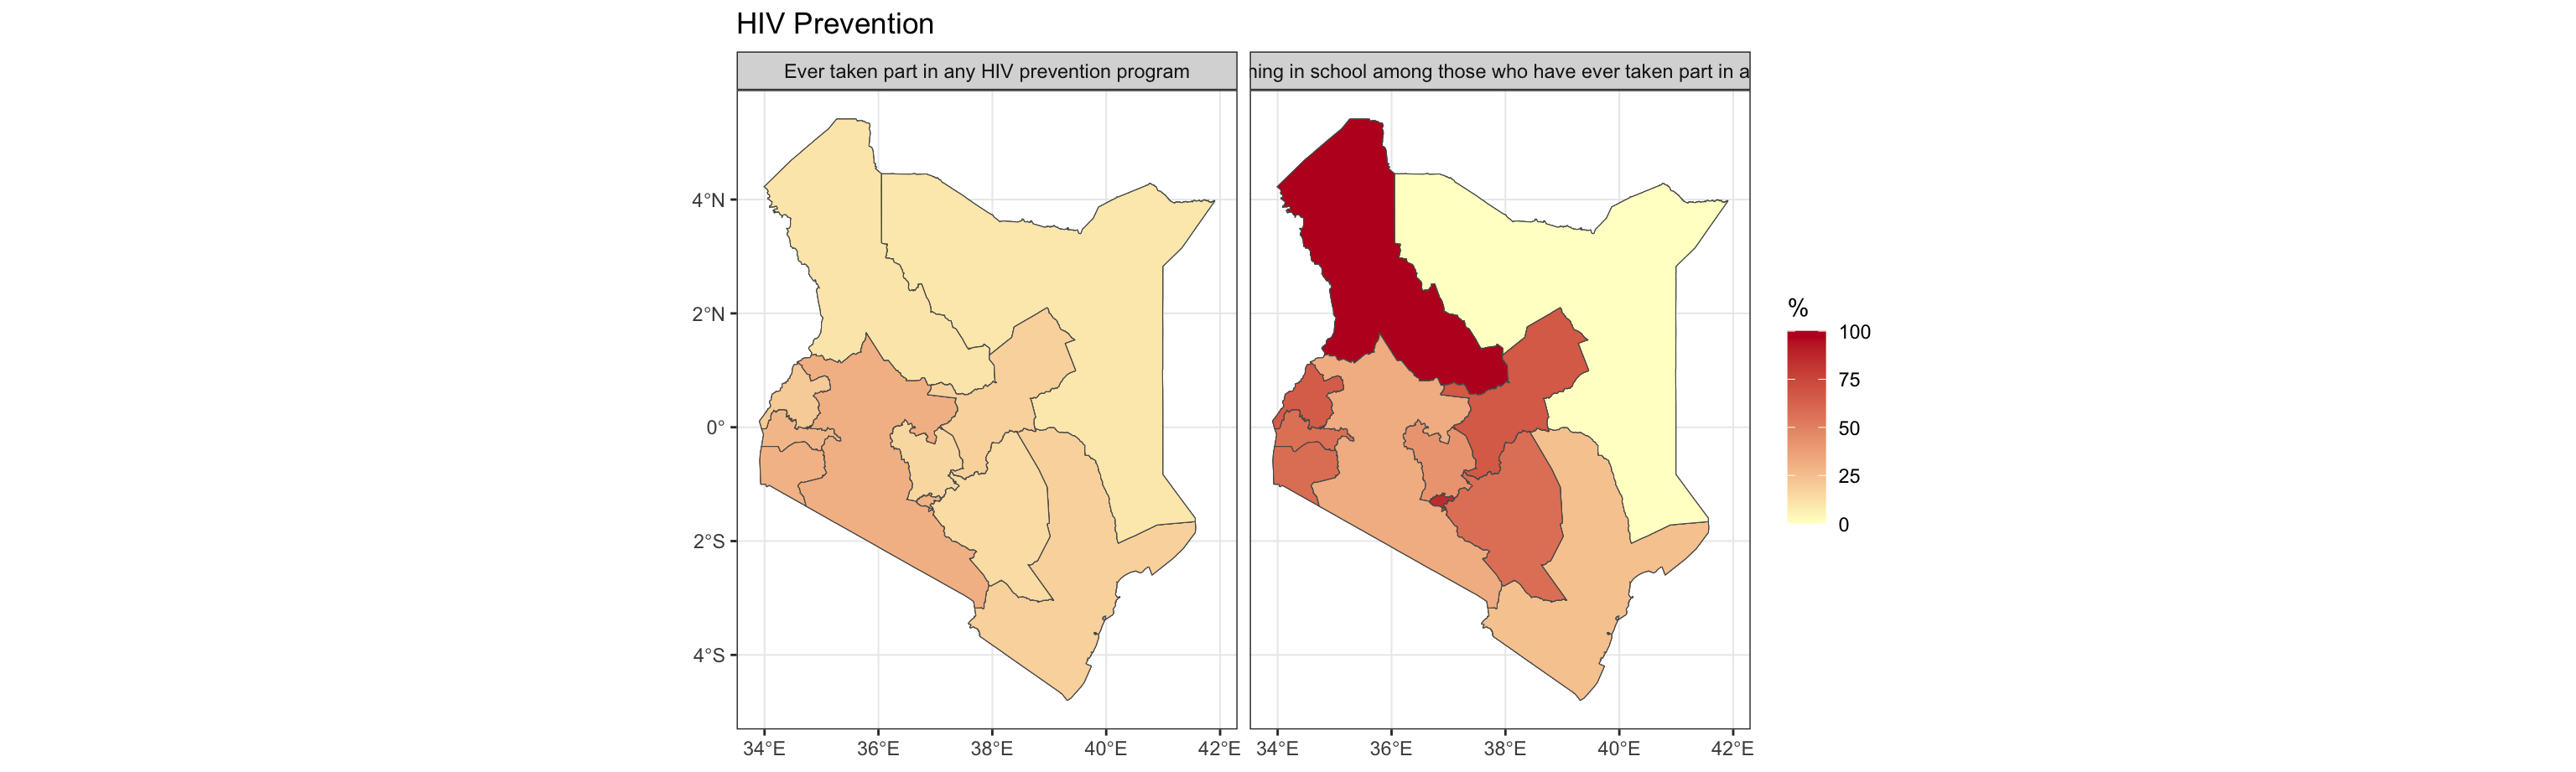 HIV Prevention
Ever taken part in any HIV prevention program
in school among those who have ever taken part in
4°N
2°N
0°
2°S
4°S
34°E 36°E 38°E 40°E 42°E
34°E 36°E 38°E 40°E 42°E
%
100
75
50
25
0